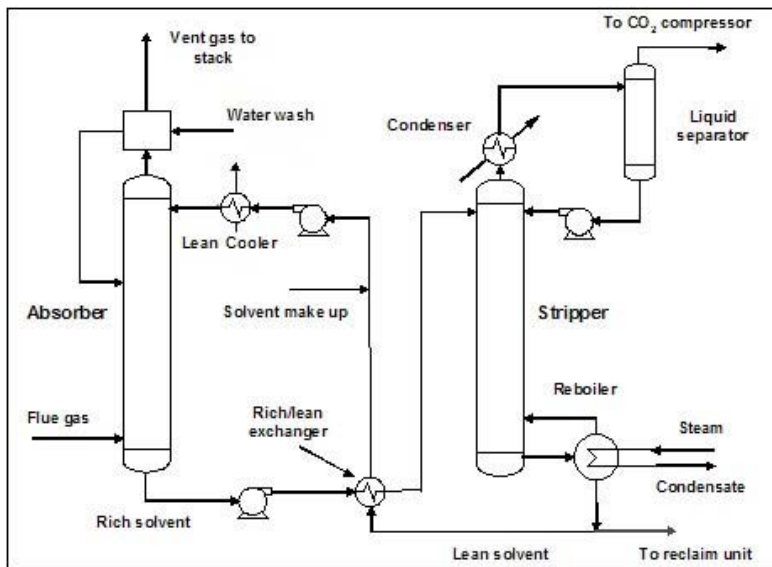 To CO₂ compressor
Vent gas to
stack
Water wash
Condenser
Liquid
separator
Lean Cooler
Absorber
Solvent make up
Stripper
Reboiler
Flue gas
Rich/lean
exchanger
Steam
Condensate
Rich solvent
Lean solvent
To reclaim unit